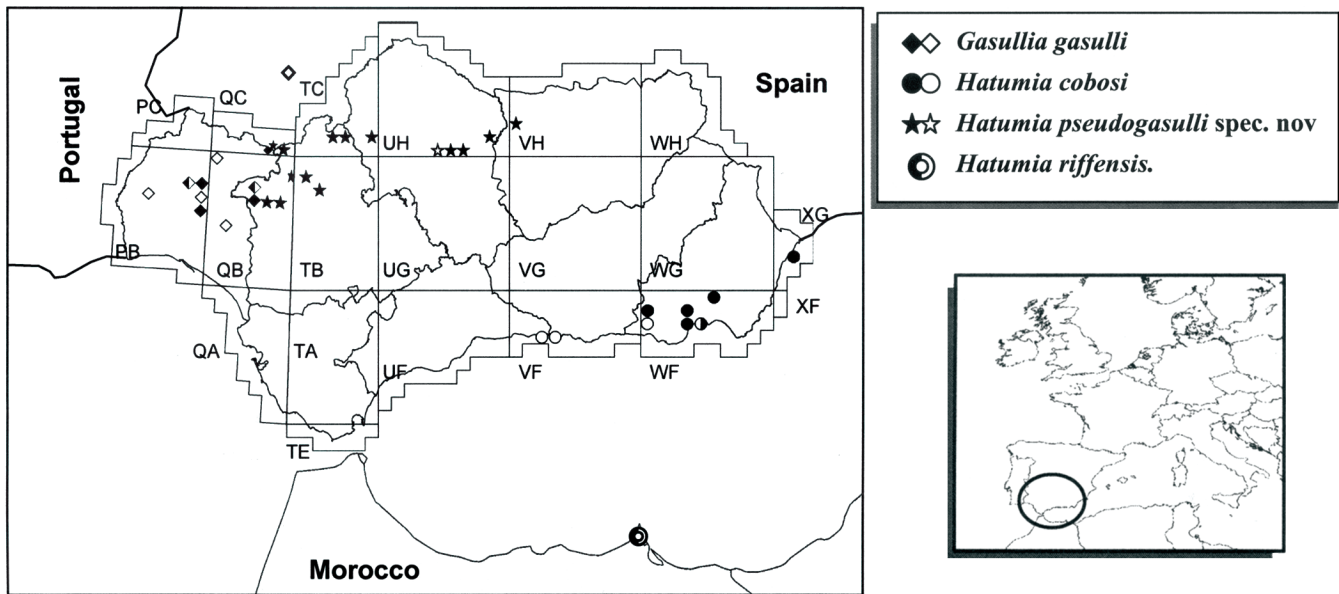 Portugal
Spain
Morocco
PC
QC
TC
UH
VH
WH
XG
PB
QB
TB
UG
VG
WG
XF
QA
TA
UF
VF
WF
TE
Gasullia gasulli
Hatumia cobosi
Hatumia pseudogasulli spec. nov
Hatumia riffensis.